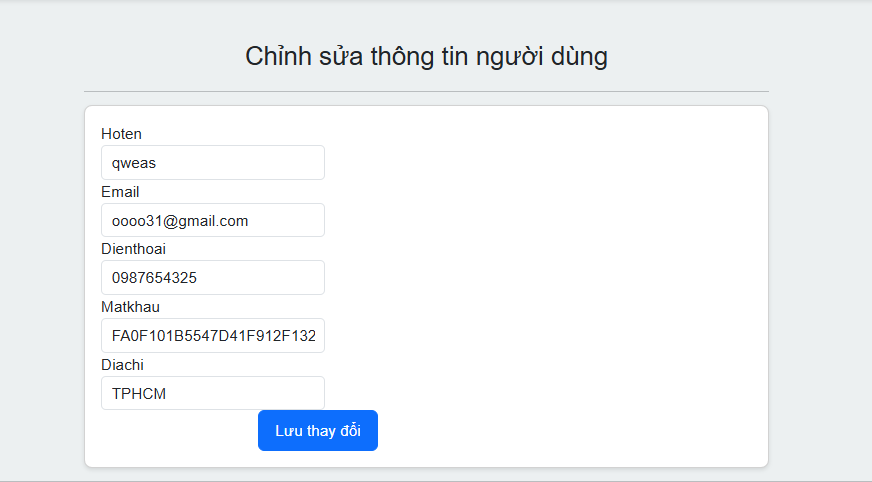 Chỉnh sửa thông tin người dùng
Hoten
qweas
Email
oooo31@gmail.com
Dienthoai
0987654325
Matkhau
FA0F101B5547D41F912F132
Diachi
TPHCM
Lưu thay đổi